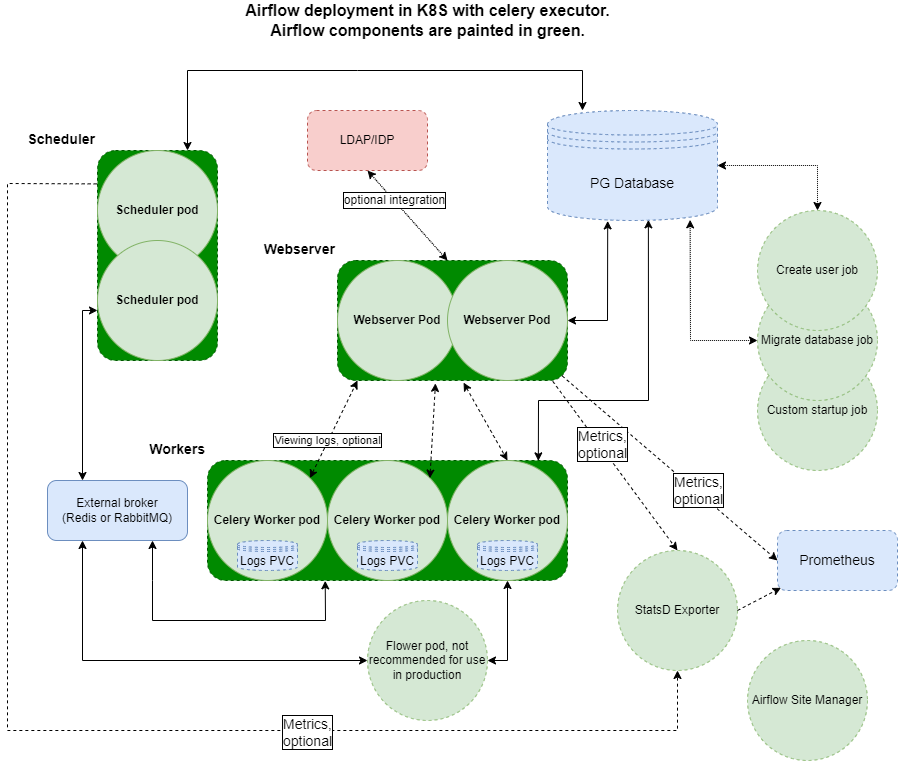 Airflow deployment in K8S with celery executor.
Airflow components are painted in green.
Scheduler
LDAP/IDP
PG Database
Scheduler pod
optional integration
Webserver
Create user job
Scheduler pod
Webserver Pod
Webserver Pod
Migrate database job
Custom startup job
Viewing logs, optional
Metrics,
optional
Workers
Metrics,
optional
External broker
(Redis or RabbitMQ)
Celery Worker pod
Celery Worker pod
Celery Worker pod
Logs PVC
Logs PVC
Logs PVC
Prometheus
StatsD Exporter
Flower pod, not
recommended for use
in production
Airflow Site Manager
Metrics,
optional